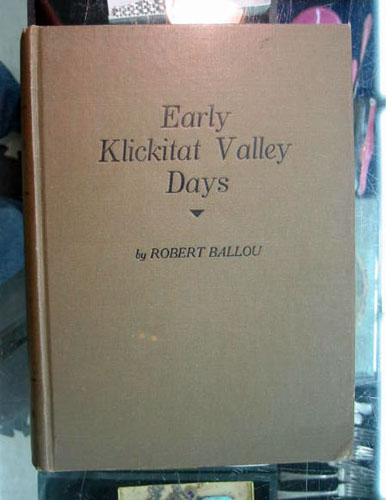 Early
Klickitat Valley
Days
by ROBERT BALLOU